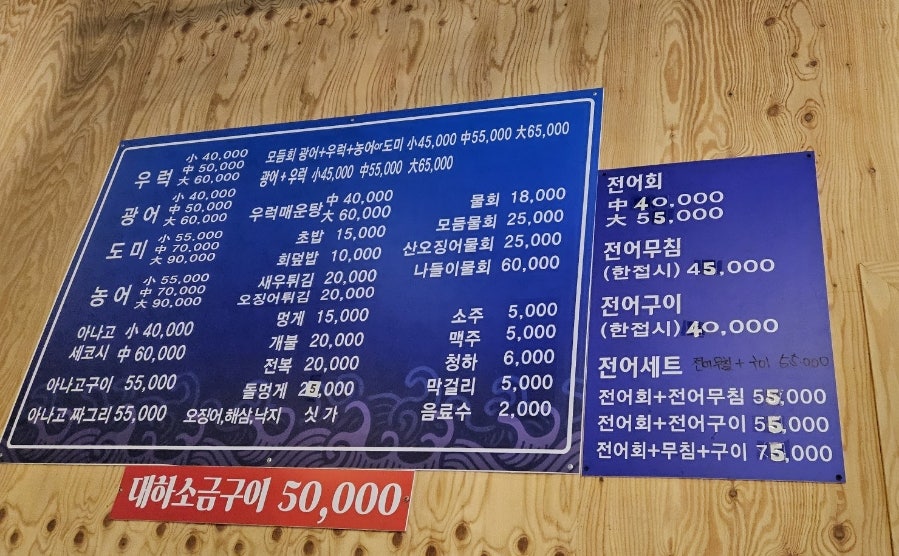 모듬회 광어+우럭+농어or도미 小45,000 中55,000 大65,000
광어+우럭 小45,000 中55,000 大65,000
우럭 小 40,000
中 50,000
大 60,000
광어 小 40,000
中 50,000
大 60,000
도미 小 55,000
中 70,000
大 90,000
농어 小 55,000
中 70,000
大 90,000
아나고 小 40,000
세코시 中 60,000
아나고구이 55,000
아나고 짜그리 55,000
우럭매운탕 中 40,000
大 60,000
초밥 15,000
회덮밥 10,000
새우튀김 20,000
오징어튀김 20,000
멍게 15,000
개불 20,000
전복 20,000
돌멍게 25,000
오징어,해삼,낙지 싯가
물회 18,000
모듬물회 25,000
산오징어물회 25,000
나들이물회 60,000
소주 5,000
맥주 5,000
청하 6,000
막걸리 5,000
음료수 2,000
전어회
中 40,000
大 55,000
전어무침
(한접시) 45,000
전어구이
(한접시) 40,000
전어세트 + 구이 55,000
전어회+전어무침 55,000
전어회+전어구이 55,000
전어회+무침+구이 75,000
대하소금구이 50,000